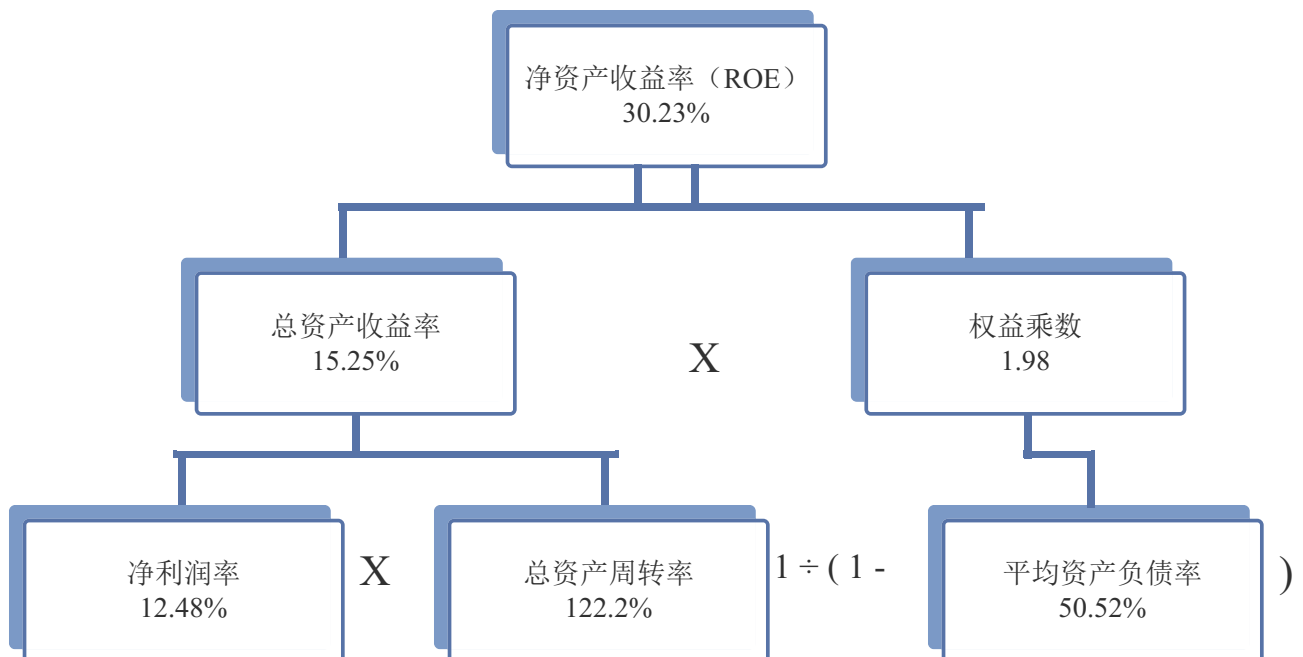 净资产收益率（ROE）
30.23%
总资产收益率
15.25%
X
权益乘数
1.98
净利润率
12.48%
X
总资产周转率
122.2%
1 ÷ ( 1 -
平均资产负债率
50.52%
)